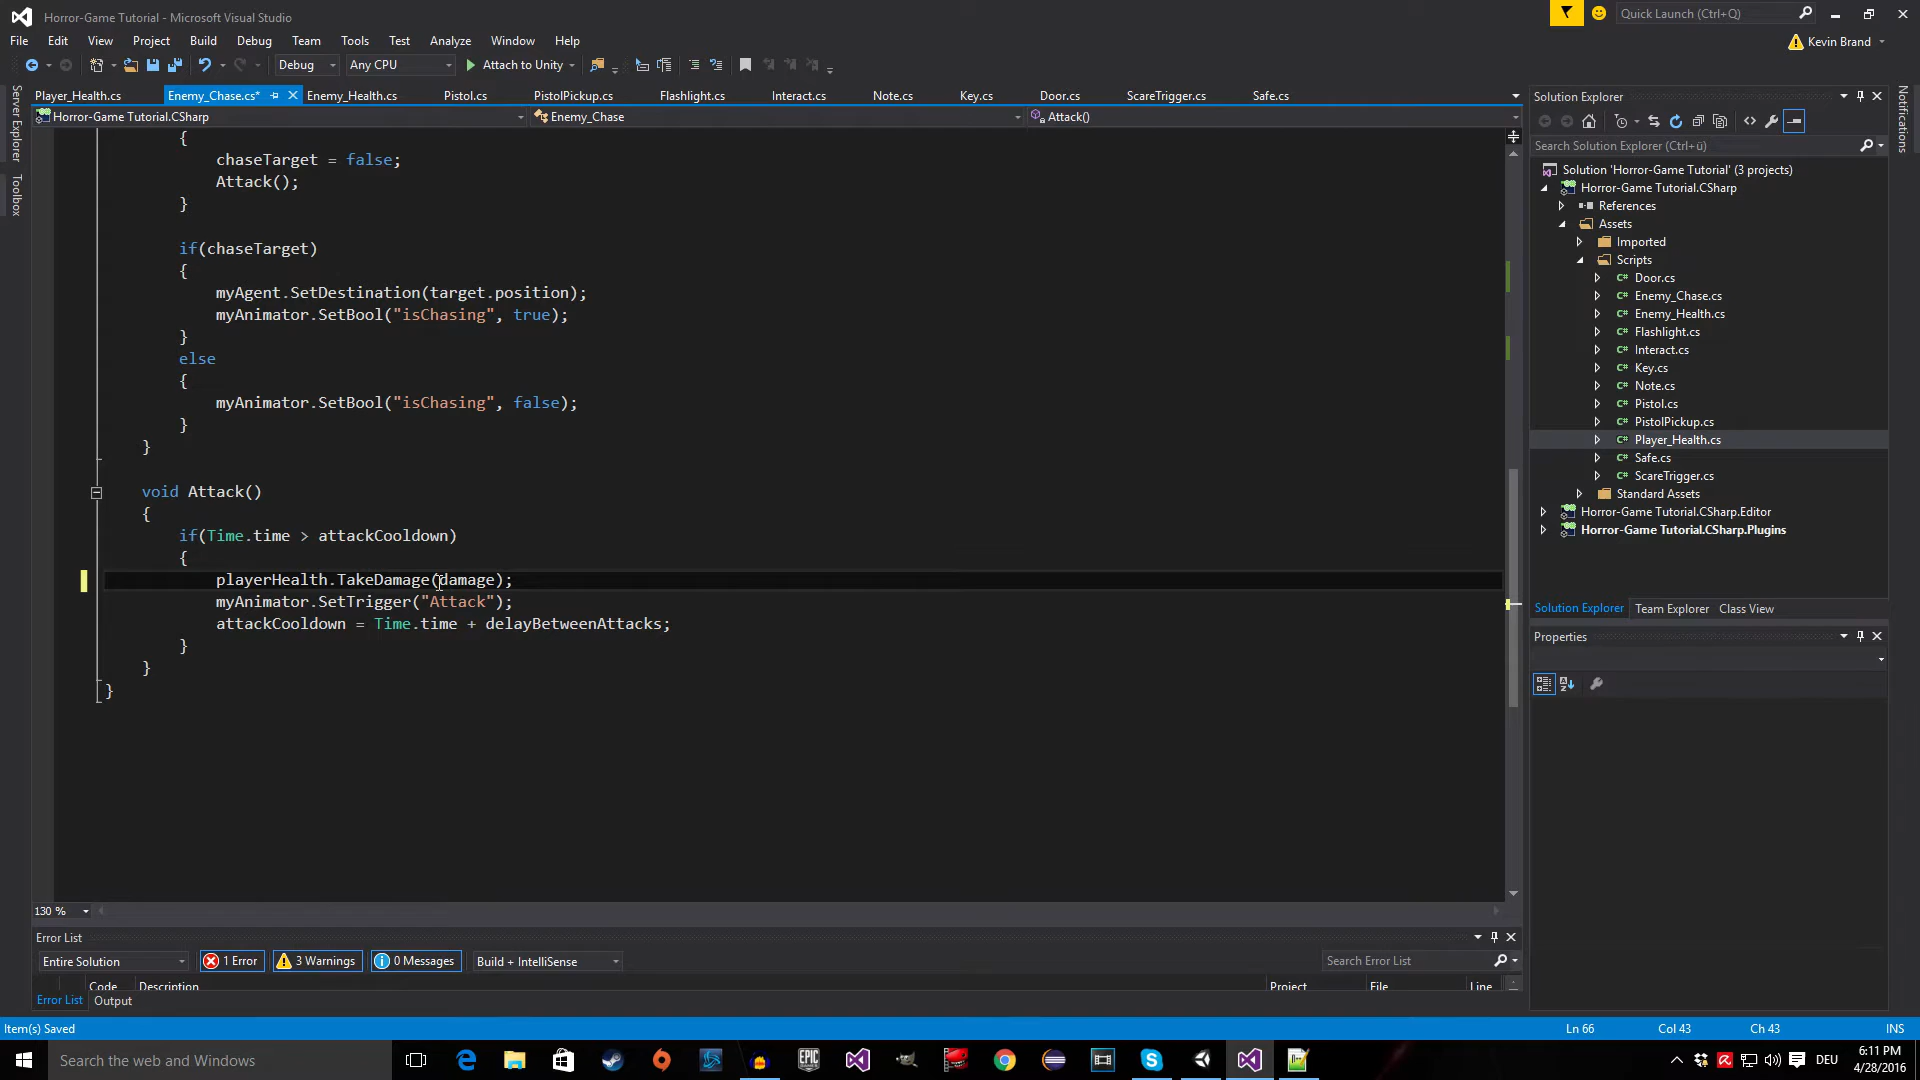 Horror-Game Tutorial - Microsoft Visual Studio
Quick Launch (Ctrl+Q)
File Edit View Project Build Debug Team Tools Test Analyze Window Help
Kevin Brand
Debug Any CPU Attach to Unity
Server Explorer
Toolbox
Player_Health.cs Enemy_Chase.cs* Enemy_Health.cs Pistol.cs PistolPickup.cs Flashlight.cs Interact.cs Note.cs Key.cs Door.cs ScareTrigger.cs Safe.cs
Horror-Game Tutorial.CSharp Enemy_Chase Attack()
{
chaseTarget = false;
Attack();
}
if(chaseTarget)
{
myAgent.SetDestination(target.position);
myAnimator.SetBool("isChasing", true);
}
else
{
myAnimator.SetBool("isChasing", false);
}
}
void Attack()
{
if(Time.time > attackCooldown)
{
playerHealth.TakeDamage(damage);
myAnimator.SetTrigger("Attack");
attackCooldown = Time.time + delayBetweenAttacks;
}
}
}
130 %
Error List
Entire Solution 1 Error 3 Warnings 0 Messages Build + IntelliSense Search Error List
Code Description Project File Line
Error List Output
Solution Explorer
Search Solution Explorer (Ctrl+ü)
Solution 'Horror-Game Tutorial' (3 projects)
Horror-Game Tutorial.CSharp
References
Assets
Imported
Scripts
C# Door.cs
C# Enemy_Chase.cs
C# Enemy_Health.cs
C# Flashlight.cs
C# Interact.cs
C# Key.cs
C# Note.cs
C# Pistol.cs
C# PistolPickup.cs
C# Player_Health.cs
C# Safe.cs
C# ScareTrigger.cs
Standard Assets
Horror-Game Tutorial.CSharp.Editor
Horror-Game Tutorial.CSharp.Plugins
Solution Explorer Team Explorer Class View
Properties
Notifications
Item(s) Saved Ln 66 Col 43 Ch 43 INS
Search the web and Windows
EPIC GAMES
DEU
6:11 PM
4/28/2016